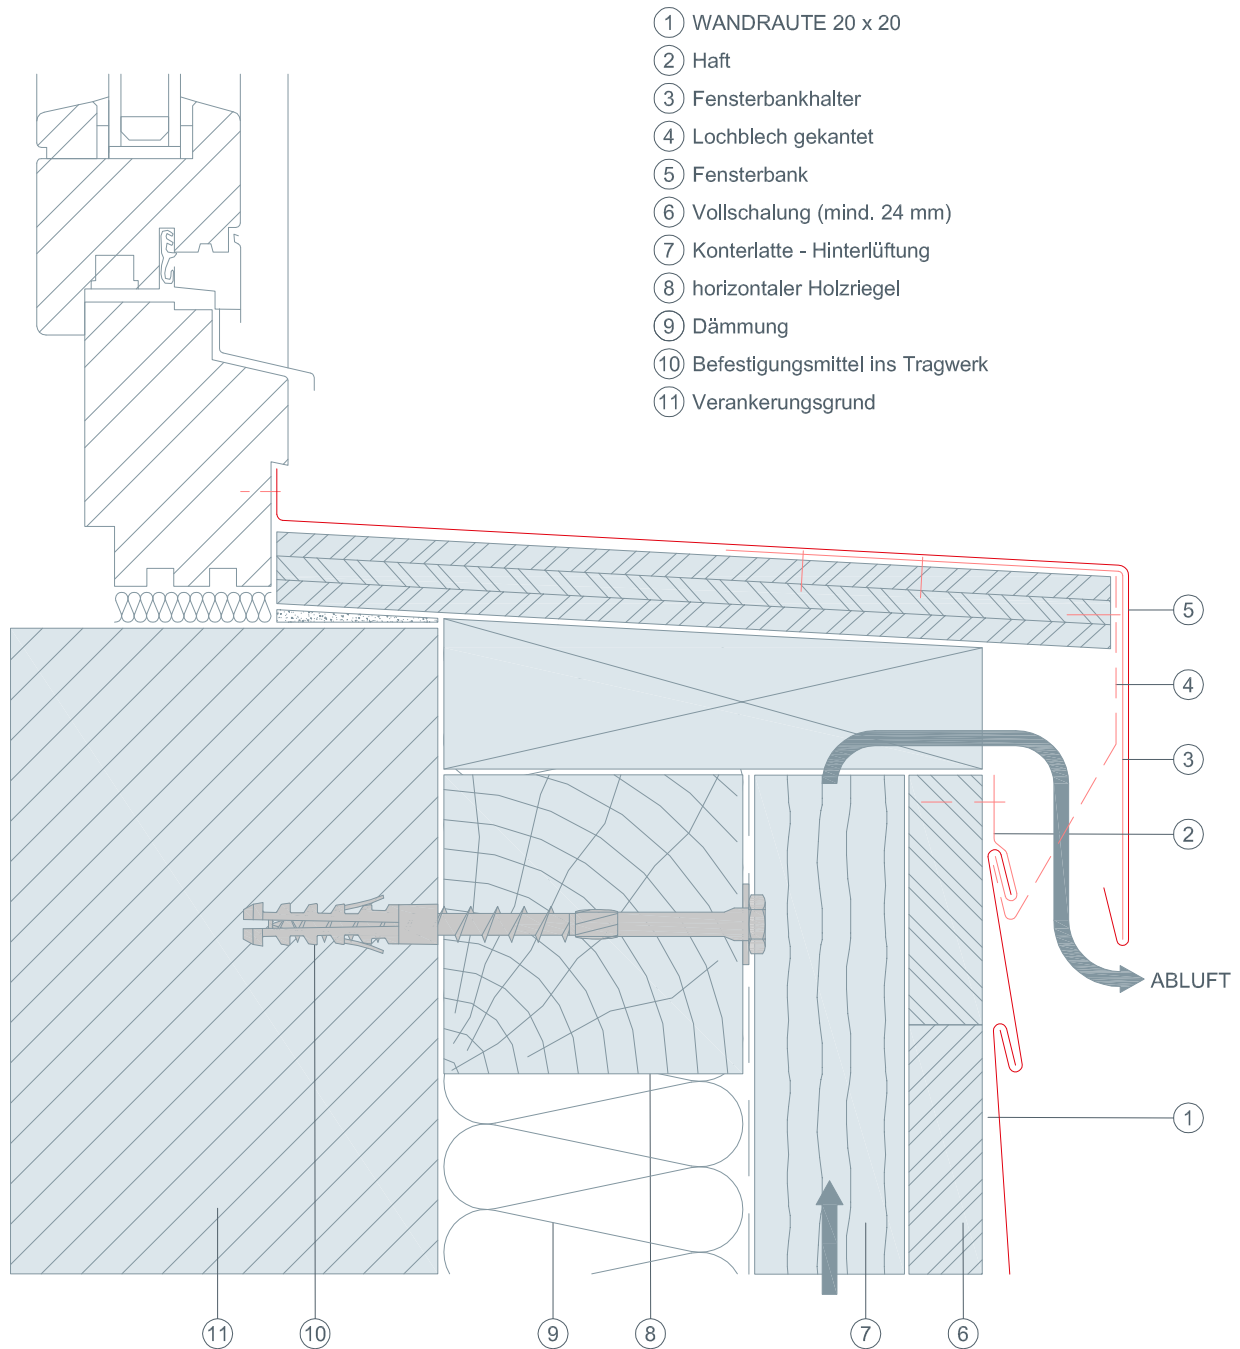 1 WANDRAUTE 20 x 20
2 Haft
3 Fensterbankhalter
4 Lochblech gekantet
5 Fensterbank
6 Vollschalung (mind. 24 mm)
7 Konterlatte - Hinterlüftung
8 horizontaler Holzriegel
9 Dämmung
10 Befestigungsmittel ins Tragwerk
11 Verankerungsgrund
5
4
3
2
ABLUFT
1
11 10 9 8 7 6